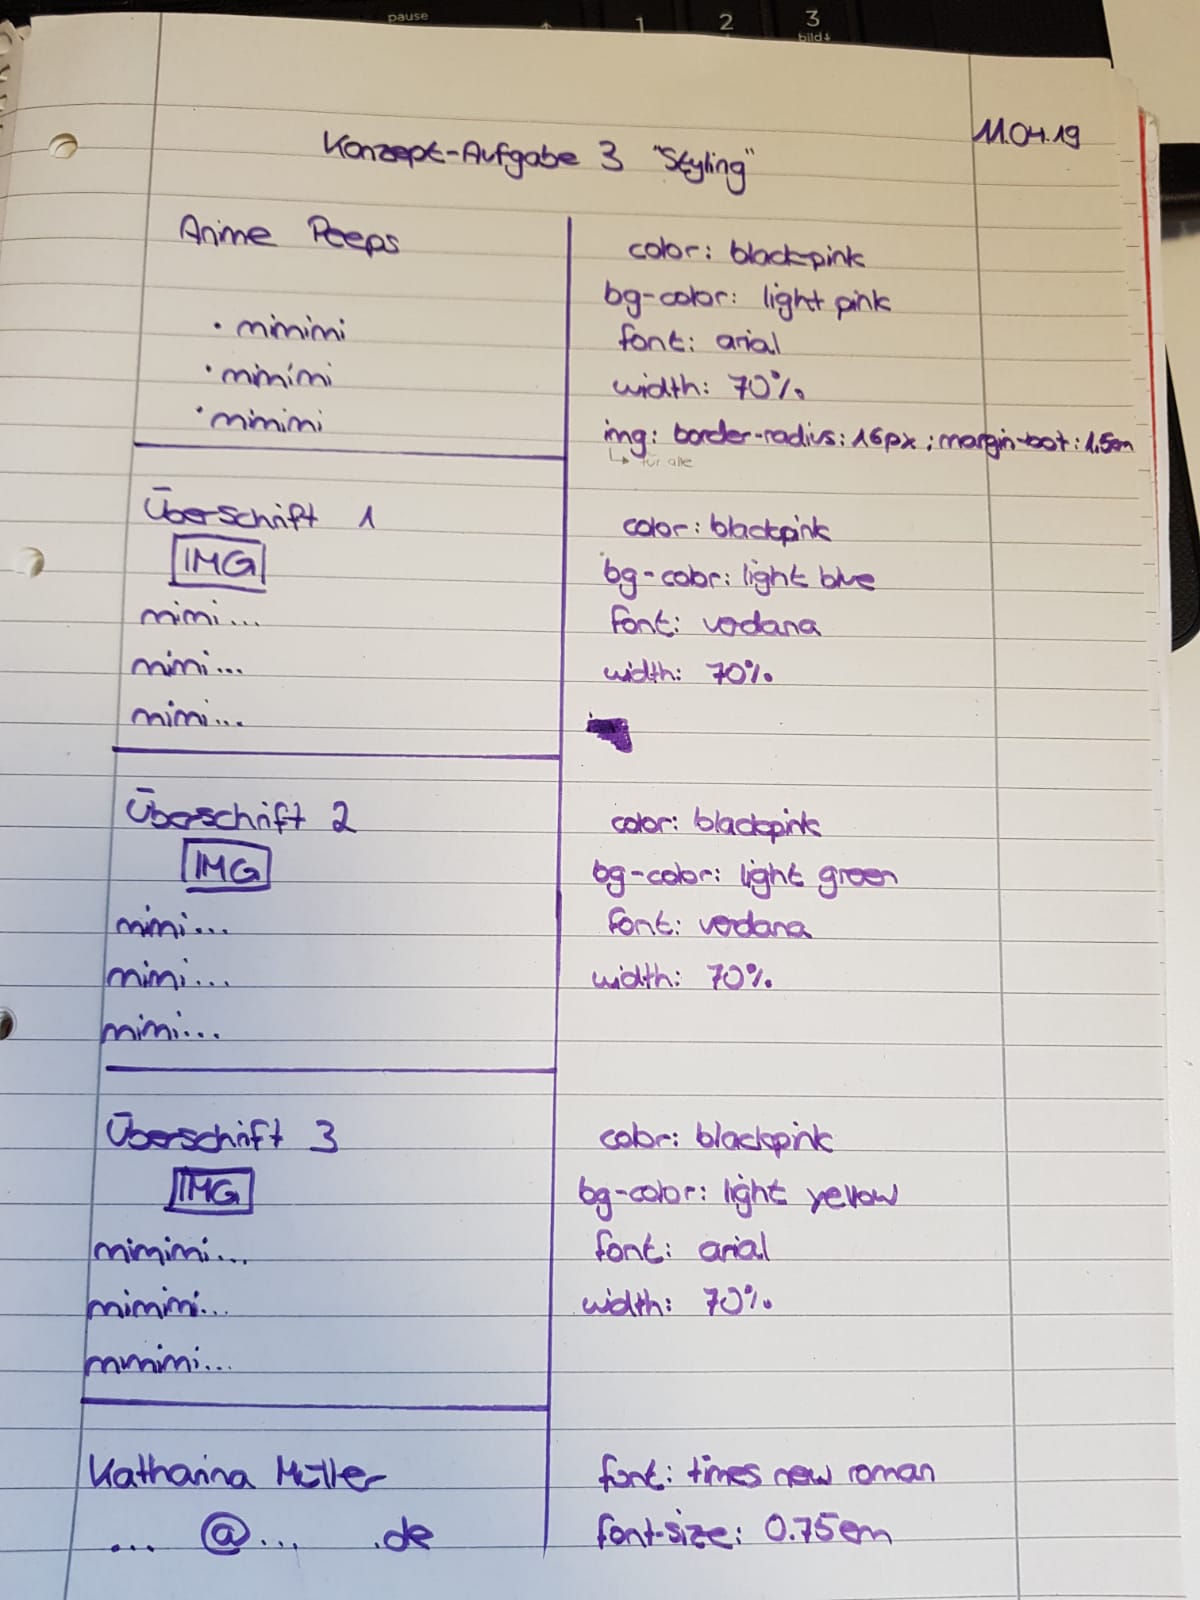 pause
1 2 3
bild↓
11.04.19
Konzept-Aufgabe 3 "Styling"
Anime Peeps
• mimimi
• mimimi
• mimimi
color: blackpink
bg-color: light pink
font: arial
width: 70%
img: border-radius: 16px; margin-bot: 1,5em
↳ für alle
Überschrift 1
IMG
mimi...
mimi...
mimi...
color: blackpink
bg-color: light blue
font: verdana
width: 70%
Überschrift 2
IMG
mimi...
mimi...
mimi...
color: blackpink
bg-color: light green
font: verdana
width: 70%
Überschrift 3
IMG
mimimi...
mimimi...
mimimi...
color: blackpink
bg-color: light yellow
font: arial
width: 70%
Katharina Müller
... @... .de
font: times new roman
font-size: 0.75em